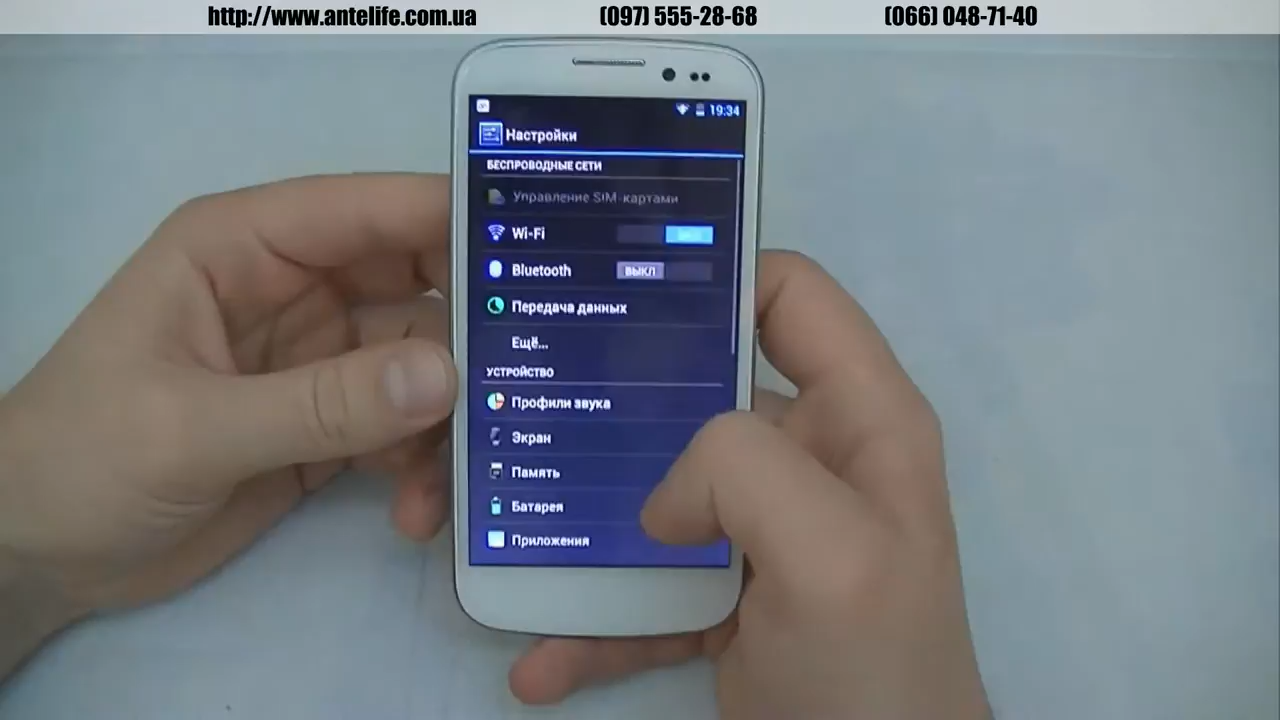 http://www.antelife.com.ua (097) 555-28-68 (066) 048-71-40
19:34
Настройки
БЕСПРОВОДНЫЕ СЕТИ
Управление SIM-картами
Wi-Fi
Bluetooth ВЫКЛ
Передача данных
Ещё...
УСТРОЙСТВО
Профили звука
Экран
Память
Батарея
Приложения